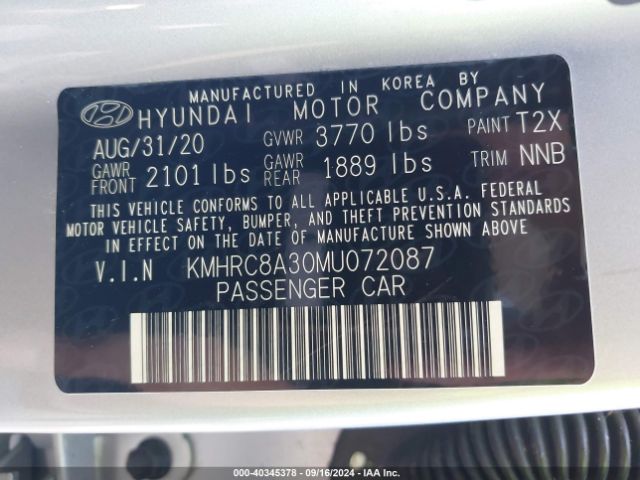 MANUFACTURED IN KOREA BY
HYUNDAI MOTOR COMPANY
AUG/31/20 GVWR 3770 lbs PAINT T2X
GAWR FRONT 2101 lbs GAWR REAR 1889 lbs TRIM NNB
THIS VEHICLE CONFORMS TO ALL APPLICABLE U.S.A. FEDERAL
MOTOR VEHICLE SAFETY, BUMPER, AND THEFT PREVENTION STANDARDS
IN EFFECT ON THE DATE OF MANUFACTURE SHOWN ABOVE
V.I.N KMHRC8A30MU072087
PASSENGER CAR
000-40345378 - 09/16/2024 - IAA Inc.